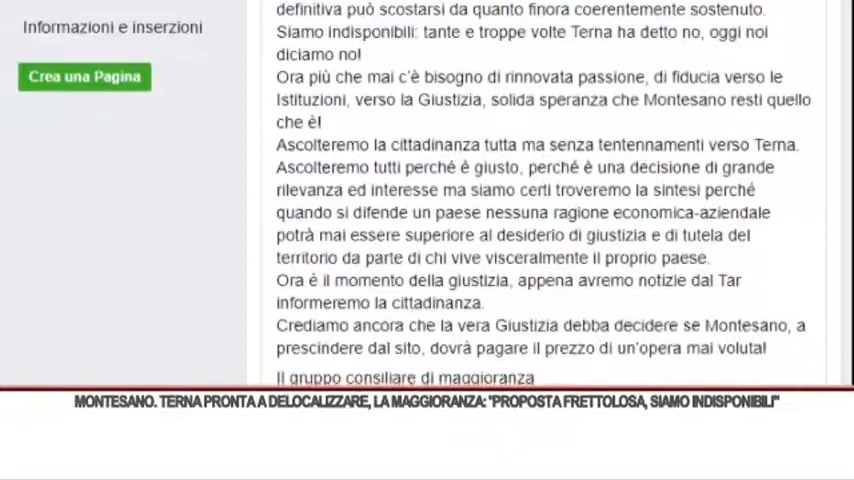 Informazioni e inserzioni
Crea una Pagina
definitiva può scostarsi da quanto finora coerentemente sostenuto.
Siamo indisponibili: tante e troppe volte Terna ha detto no, oggi noi
diciamo no!
Ora più che mai c'è bisogno di rinnovata passione, di fiducia verso le
Istituzioni, verso la Giustizia, solida speranza che Montesano resti quello
che è!
Ascolteremo la cittadinanza tutta ma senza tentennamenti verso Terna.
Ascolteremo tutti perché è giusto, perché è una decisione di grande
rilevanza ed interesse ma siamo certi troveremo la sintesi perché
quando si difende un paese nessuna ragione economica-aziendale
potrà mai essere superiore al desiderio di giustizia e di tutela del
territorio da parte di chi vive visceralmente il proprio paese.
Ora è il momento della giustizia, appena avremo notizie dal Tar
informeremo la cittadinanza.
Crediamo ancora che la vera Giustizia debba decidere se Montesano, a
prescindere dal sito, dovrà pagare il prezzo di un'opera mai voluta!
Il gruppo consiliare di maggioranza
MONTESANO. TERNA PRONTA A DELOCALIZZARE, LA MAGGIORANZA: "PROPOSTA FRETTOLOSA, SIAMO INDISPONIBILI"